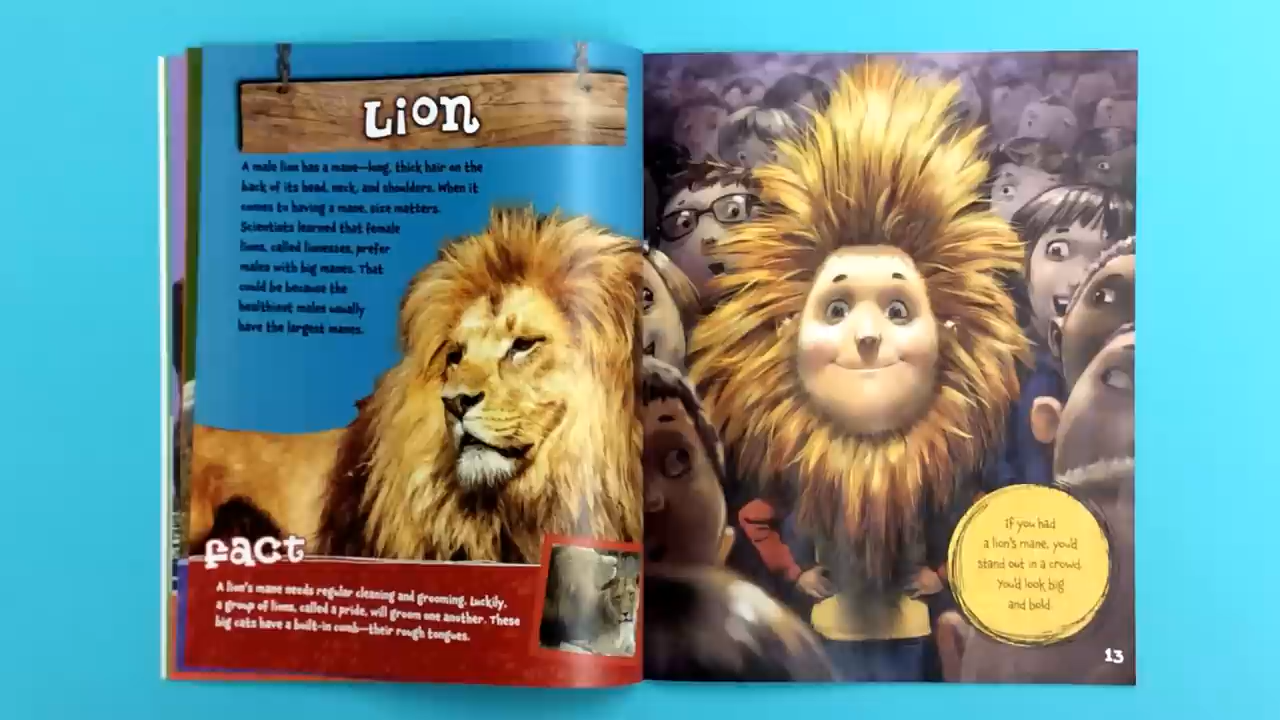 Lion
A male lion has a mane—long, thick hair on the
back of its head, neck, and shoulders. When it
comes to having a mane, size matters.
Scientists learned that female
lions, called lionesses, prefer
males with big manes. That
could be because the
healthiest males usually
have the largest manes.
fact
A lion's mane needs regular cleaning and grooming. Luckily,
a group of lions, called a pride, will groom one another. These
big cats have a built-in comb—their rough tongues.
If you had
a lion's mane, you'd
stand out in a crowd.
You'd look big
and bold.
13